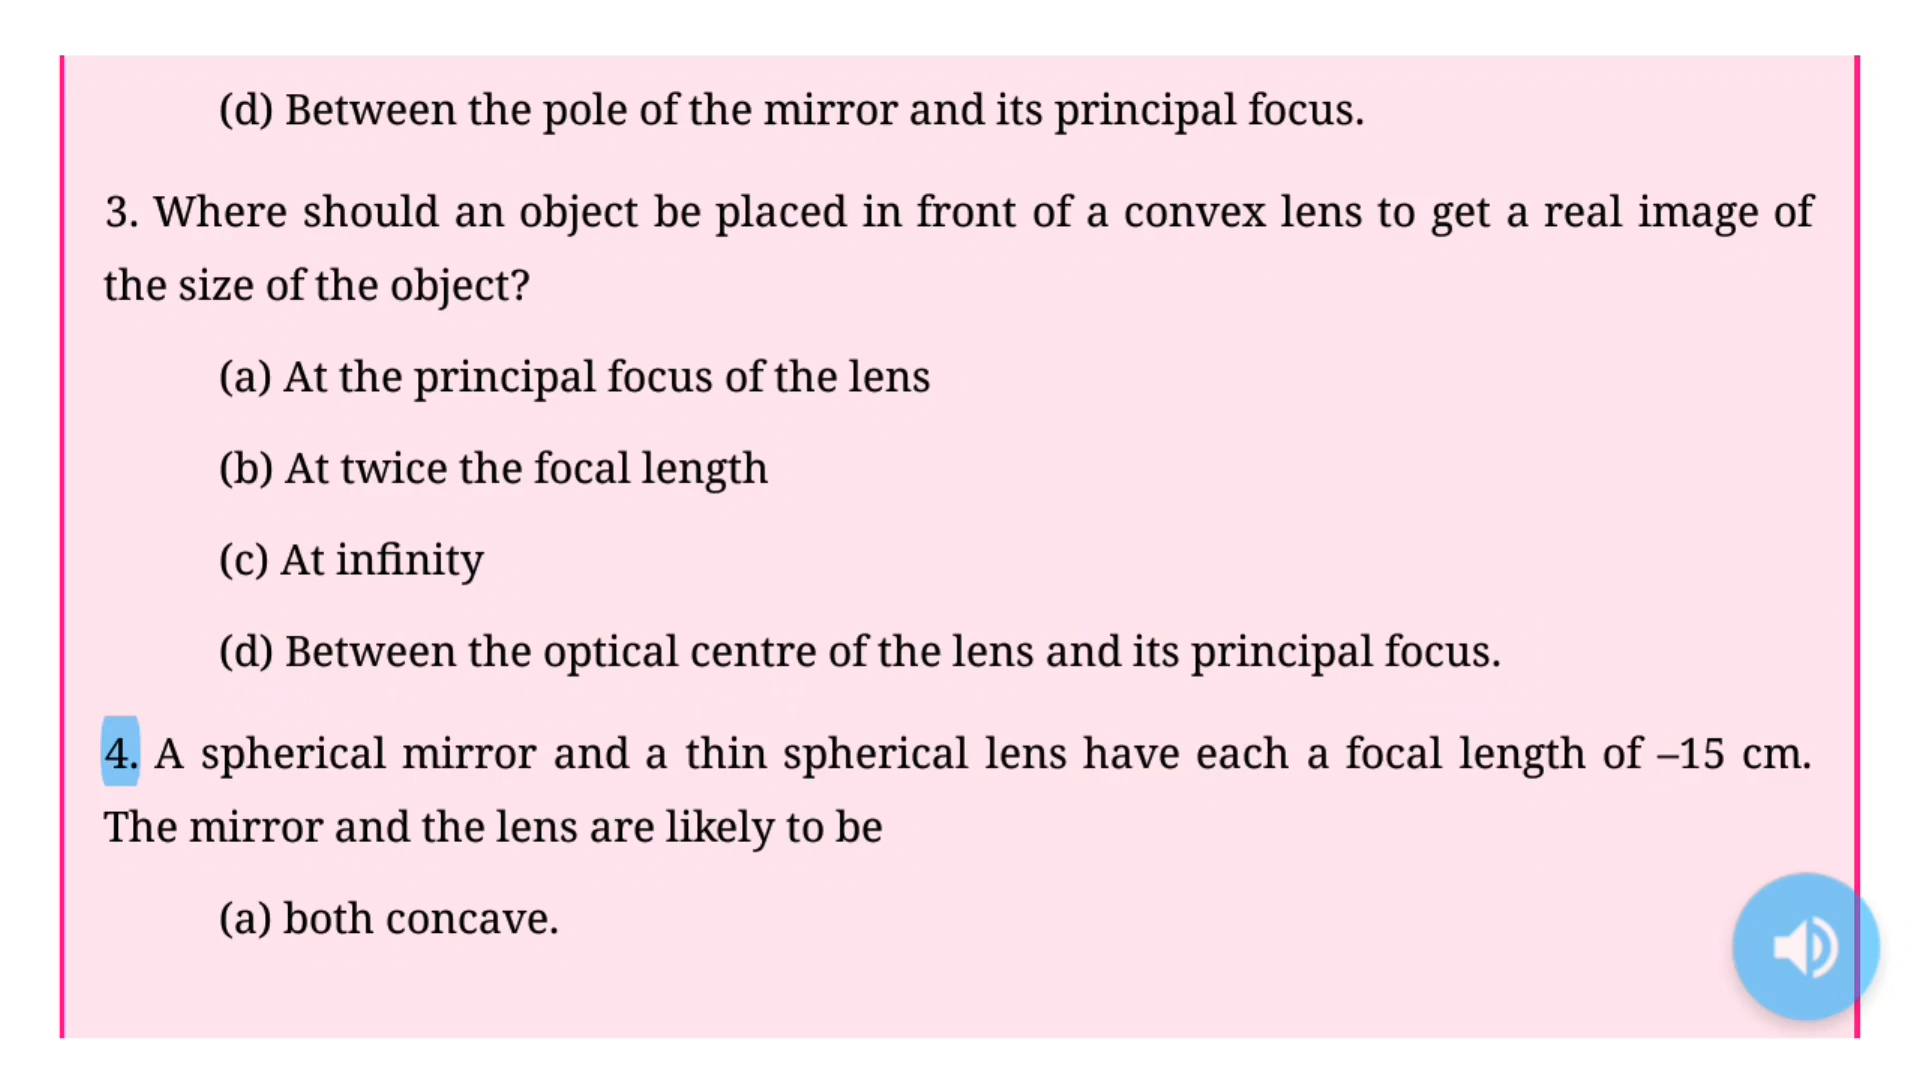 (d) Between the pole of the mirror and its principal focus.
3. Where should an object be placed in front of a convex lens to get a real image of
the size of the object?
(a) At the principal focus of the lens
(b) At twice the focal length
(c) At infinity
(d) Between the optical centre of the lens and its principal focus.
4. A spherical mirror and a thin spherical lens have each a focal length of –15 cm.
The mirror and the lens are likely to be
(a) both concave.